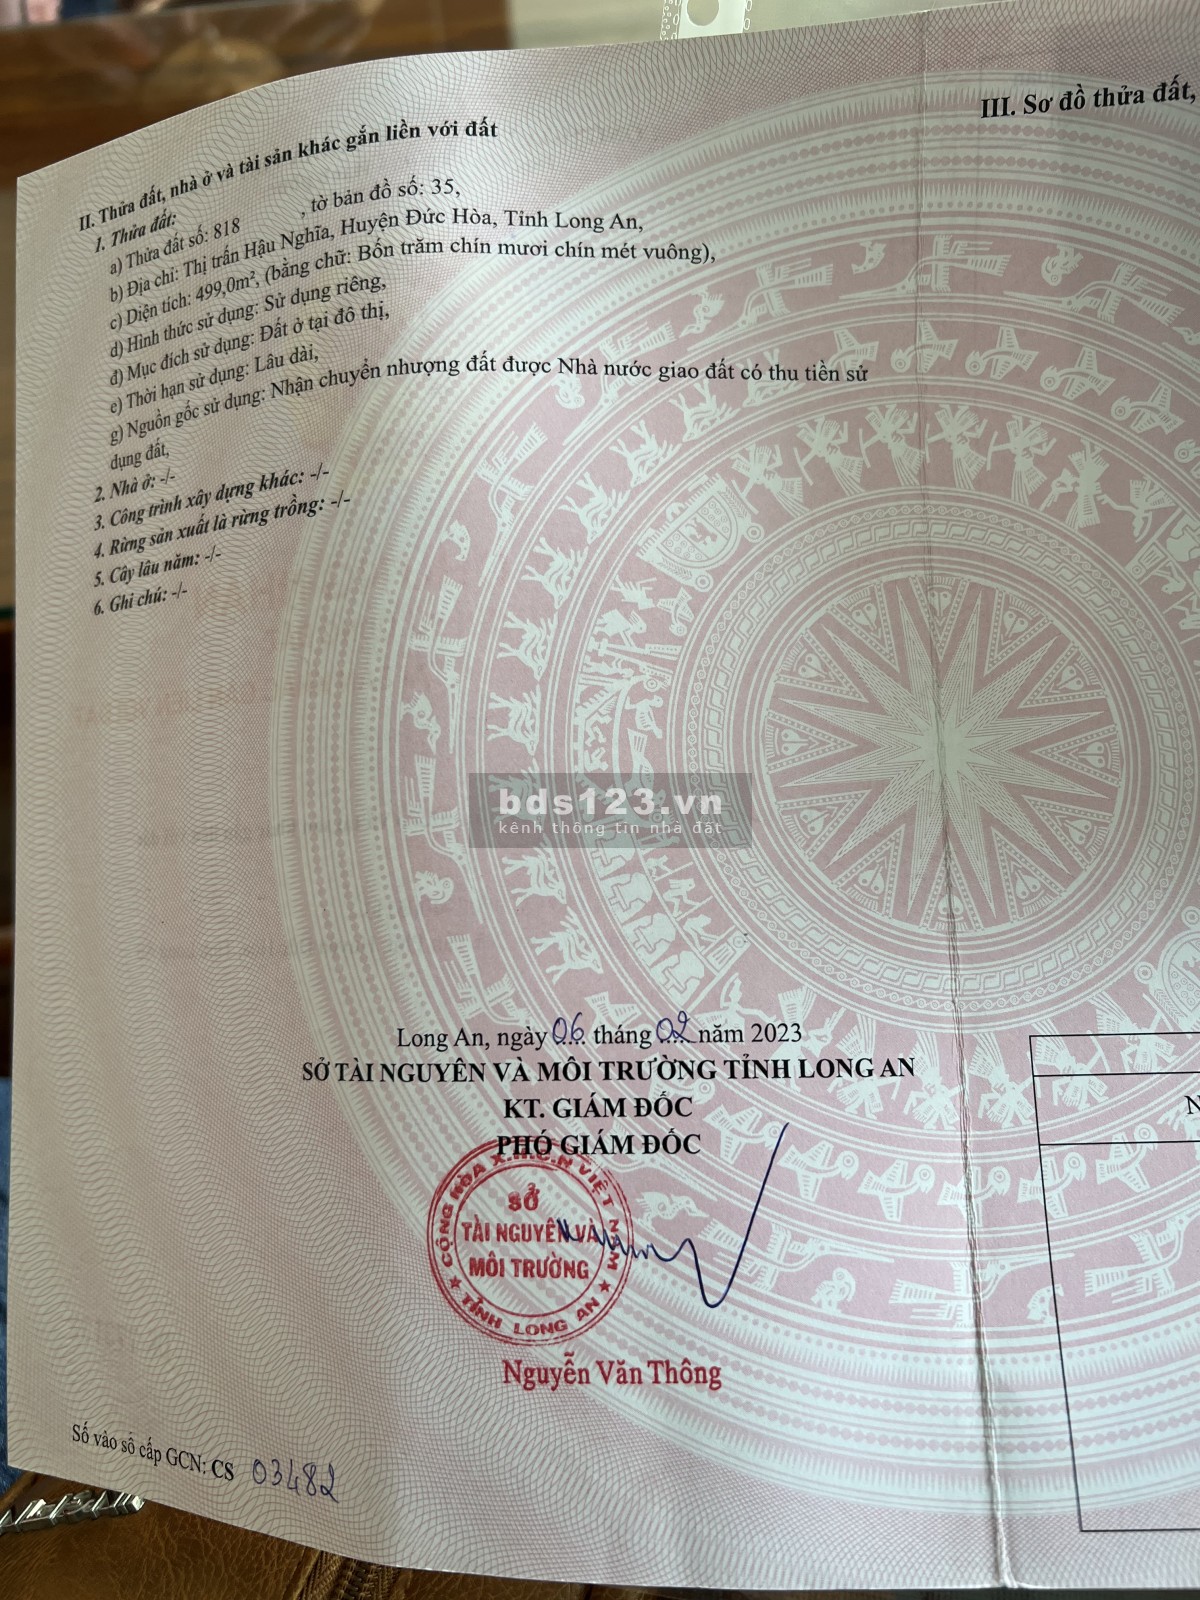 II. Thửa đất, nhà ở và tài sản khác gắn liền với đất
1. Thửa đất:
a) Thửa đất số: 818 , tờ bản đồ số: 35,
b) Địa chỉ: Thị trấn Hậu Nghĩa, Huyện Đức Hòa, Tỉnh Long An,
c) Diện tích: 499,0m², (bằng chữ: Bốn trăm chín mươi chín mét vuông),
d) Hình thức sử dụng: Sử dụng riêng,
đ) Mục đích sử dụng: Đất ở tại đô thị,
e) Thời hạn sử dụng: Lâu dài,
g) Nguồn gốc sử dụng: Nhận chuyển nhượng đất được Nhà nước giao đất có thu tiền sử
dụng đất,
2. Nhà ở: -/-
3. Công trình xây dựng khác: -/-
4. Rừng sản xuất là rừng trồng: -/-
5. Cây lâu năm: -/-
6. Ghi chú: -/-
III. Sơ đồ thửa đất,
bds123.vn
kênh thông tin nhà đất
Long An, ngày 06 tháng 02 năm 2023
SỞ TÀI NGUYÊN VÀ MÔI TRƯỜNG TỈNH LONG AN
KT. GIÁM ĐỐC
PHÓ GIÁM ĐỐC
CỘNG HÒA X.H.C.N VIỆT NAM
SỞ
TÀI NGUYÊN VÀ
MÔI TRƯỜNG
TỈNH LONG AN
Nguyễn Văn Thông
Số vào sổ cấp GCN: CS 03482
N